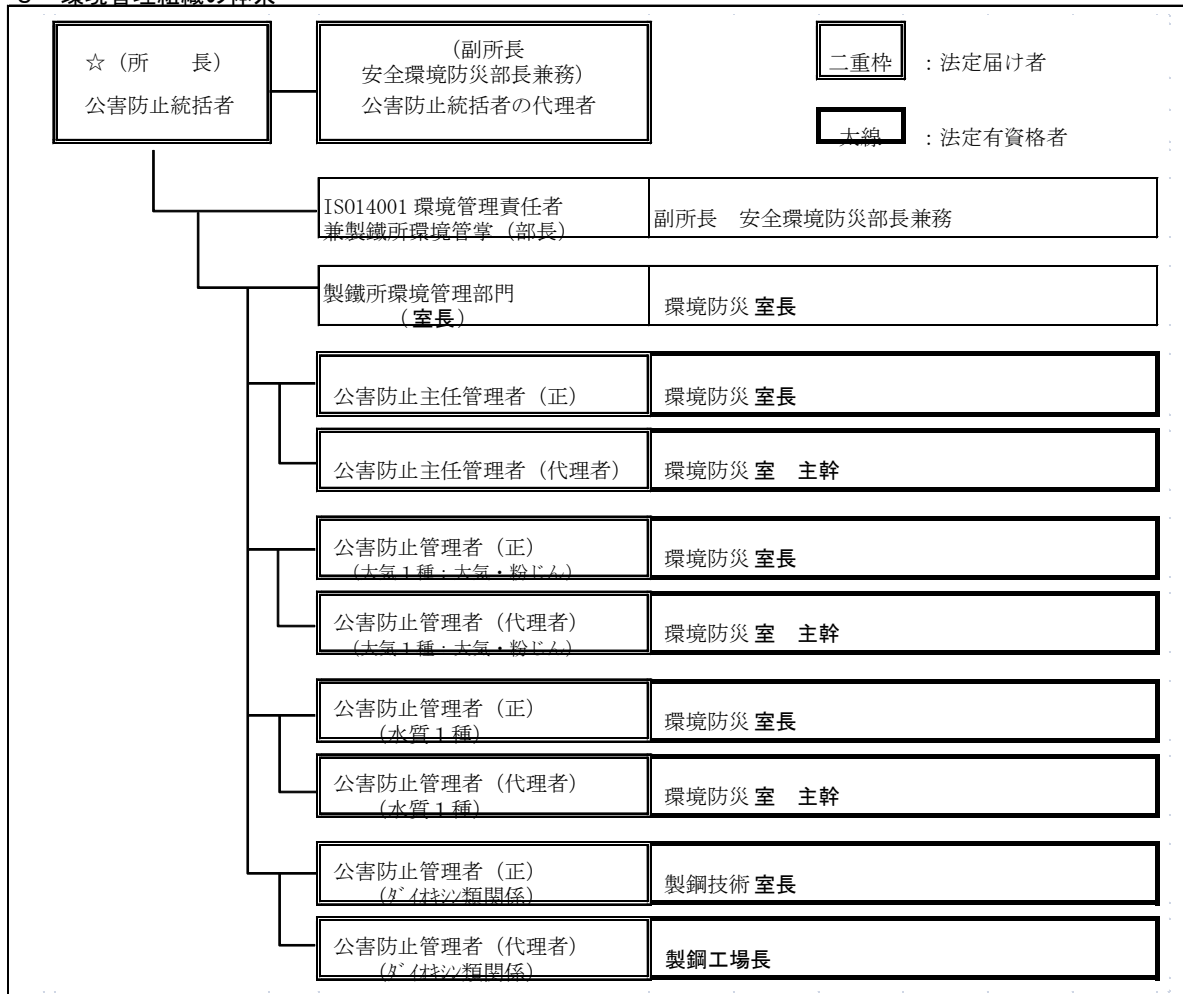 環境管理組織の体系
☆（所　　長）
公害防止統括者
（副所長
安全環境防災部長兼務）
公害防止統括者の代理者
二重枠 ：法定届け者
太線 ：法定有資格者
ISO14001 環境管理責任者
兼製鐵所環境管掌（部長）
副所長　安全環境防災部長兼務
製鐵所環境管理部門
（室長）
環境防災 室長
公害防止主任管理者（正）
環境防災 室長
公害防止主任管理者（代理者）
環境防災 室　主幹
公害防止管理者（正）
（大気１種：大気・粉じん）
環境防災 室長
公害防止管理者（代理者）
（大気１種：大気・粉じん）
環境防災 室　主幹
公害防止管理者（正）
（水質１種）
環境防災 室長
公害防止管理者（代理者）
（水質１種）
環境防災 室　主幹
公害防止管理者（正）
（ﾀﾞｲｵｷｼﾝ類関係）
製鋼技術 室長
公害防止管理者（代理者）
（ﾀﾞｲｵｷｼﾝ類関係）
製鋼工場長